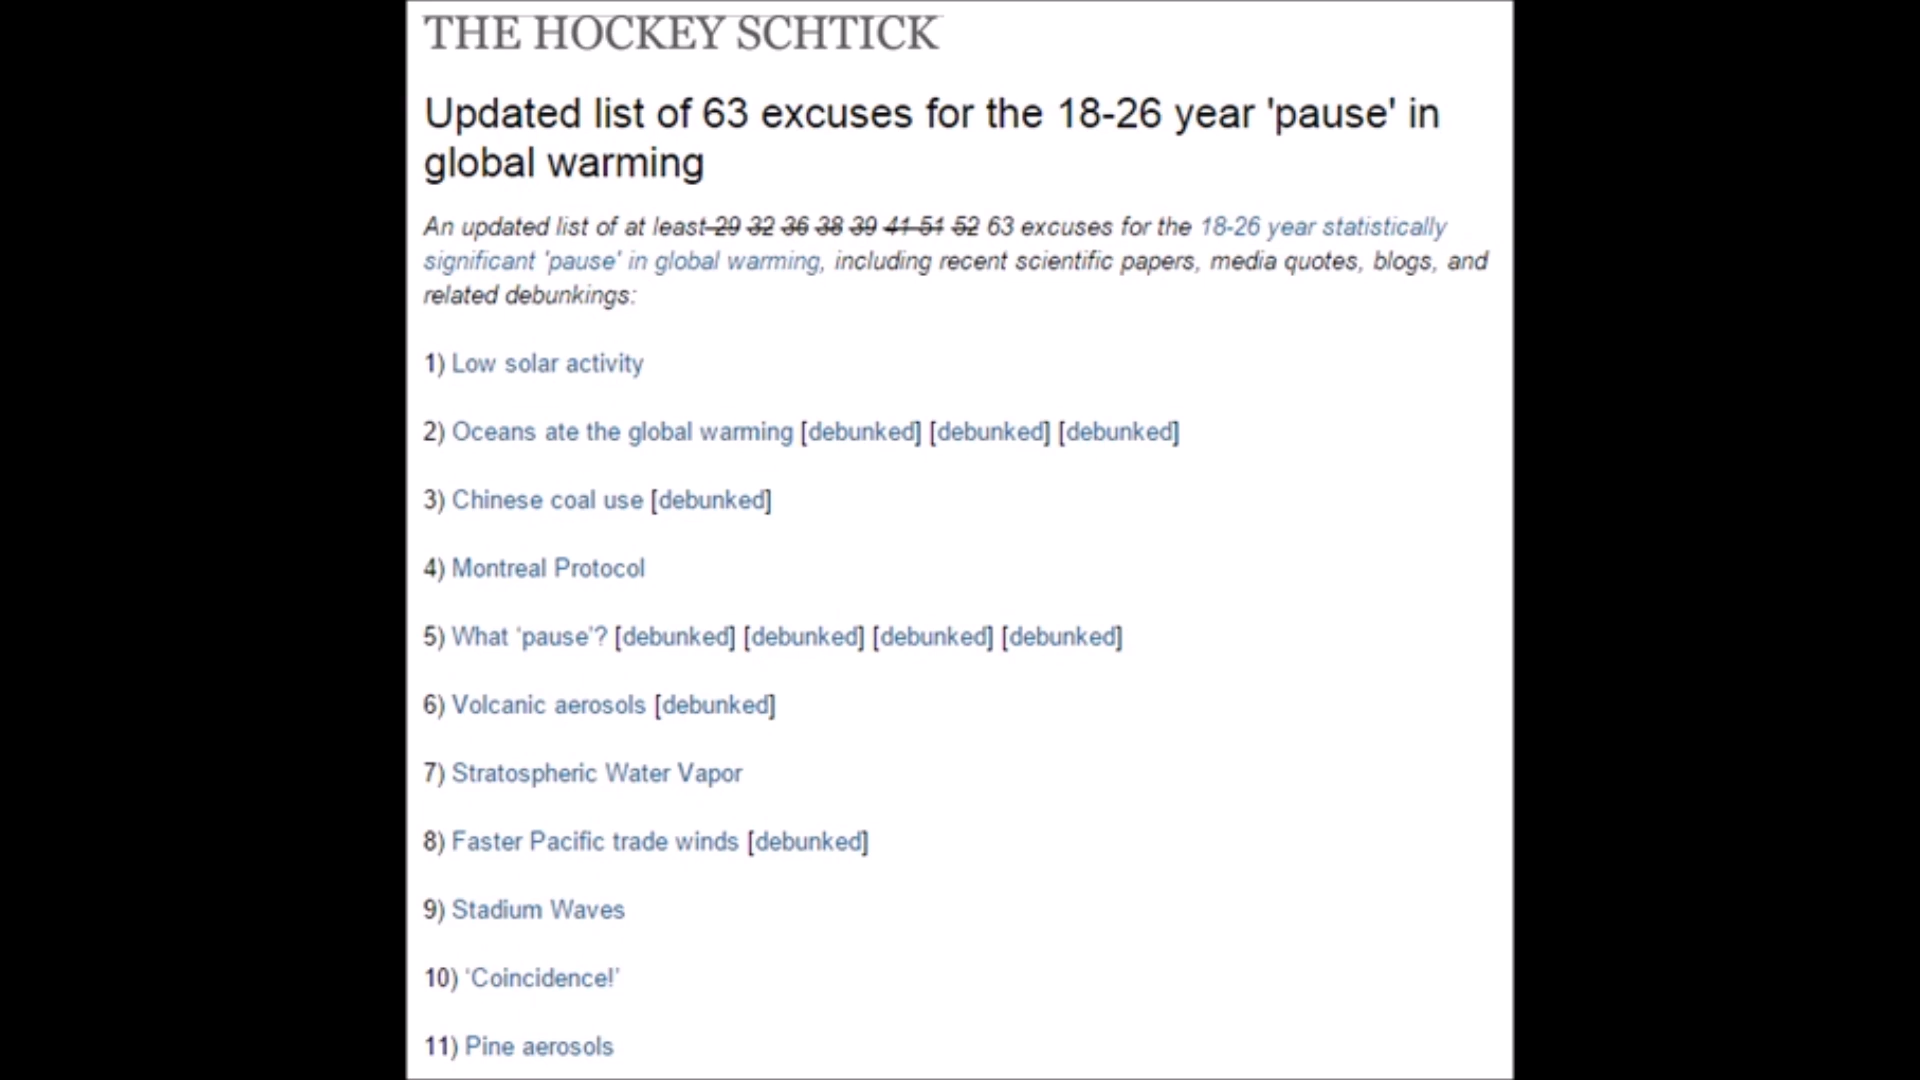 THE HOCKEY SCHTICK
Updated list of 63 excuses for the 18-26 year 'pause' in
global warming
An updated list of at least 29 32 36 38 39 41 51 52 63 excuses for the 18-26 year statistically
significant 'pause' in global warming, including recent scientific papers, media quotes, blogs, and
related debunkings:
1) Low solar activity
2) Oceans ate the global warming [debunked] [debunked] [debunked]
3) Chinese coal use [debunked]
4) Montreal Protocol
5) What ‘pause’? [debunked] [debunked] [debunked] [debunked]
6) Volcanic aerosols [debunked]
7) Stratospheric Water Vapor
8) Faster Pacific trade winds [debunked]
9) Stadium Waves
10) ‘Coincidence!’
11) Pine aerosols